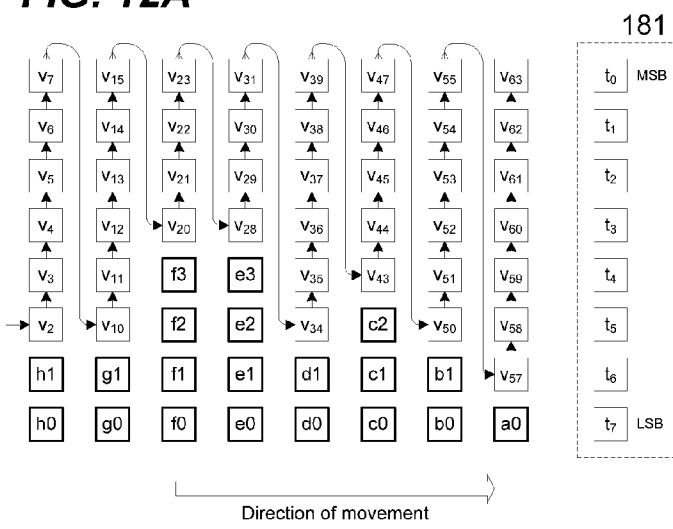 FIG. 12A
181
v7 v15 v23 v31 v39 v47 v55 v63 t0 MSB
v6 v14 v22 v30 v38 v46 v54 v62 t1
v5 v13 v21 v29 v37 v45 v53 v61 t2
v4 v12 v20 v28 v36 v44 v52 v60 t3
v3 v11 f3 e3 v35 v43 v51 v59 t4
v2 v10 f2 e2 v34 c2 v50 v58 t5
h1 g1 f1 e1 d1 c1 b1 v57 t6
h0 g0 f0 e0 d0 c0 b0 a0 t7 LSB
Direction of movement